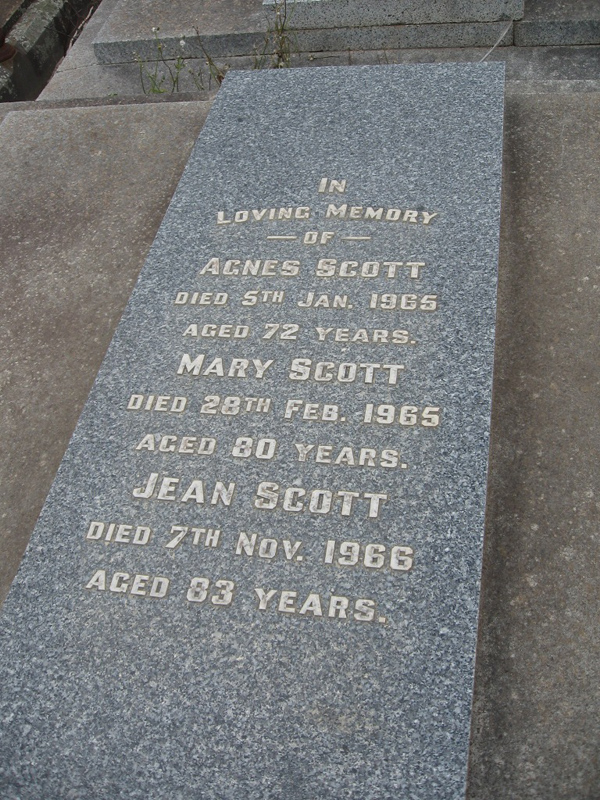 IN
LOVING MEMORY
— OF —
AGNES SCOTT
DIED 5TH JAN. 1965
AGED 72 YEARS.
MARY SCOTT
DIED 28TH FEB. 1965
AGED 80 YEARS.
JEAN SCOTT
DIED 7TH NOV. 1966
AGED 83 YEARS.